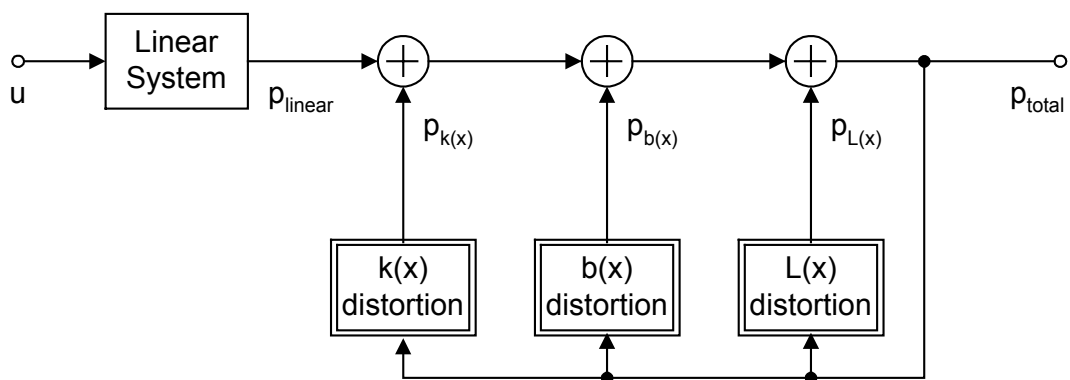 Linear
System
u
p_linear
p_k(x)
p_b(x)
p_L(x)
p_total
k(x)
distortion
b(x)
distortion
L(x)
distortion